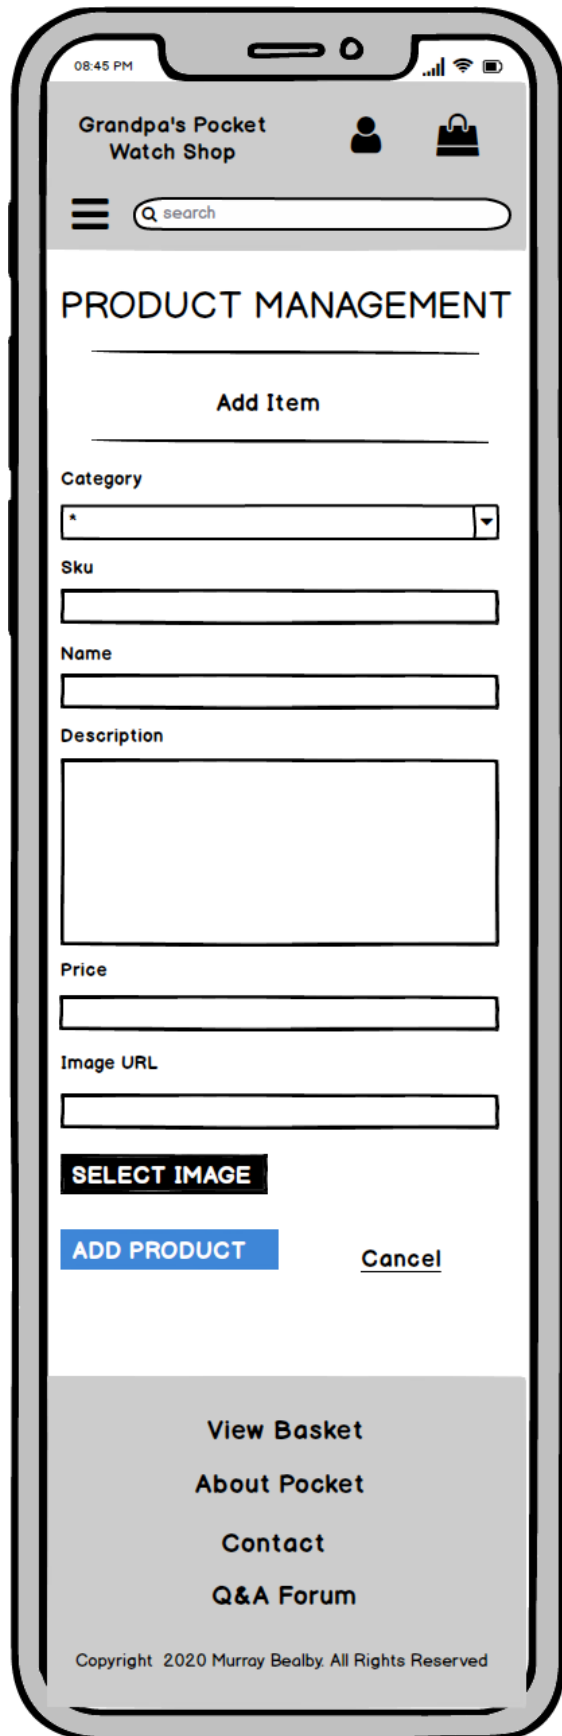 08:45 PM
Grandpa's Pocket
Watch Shop
search
PRODUCT MANAGEMENT
Add Item
Category
*
Sku
Name
Description
Price
Image URL
SELECT IMAGE
ADD PRODUCT
Cancel
View Basket
About Pocket
Contact
Q&A Forum
Copyright 2020 Murray Bealby. All Rights Reserved